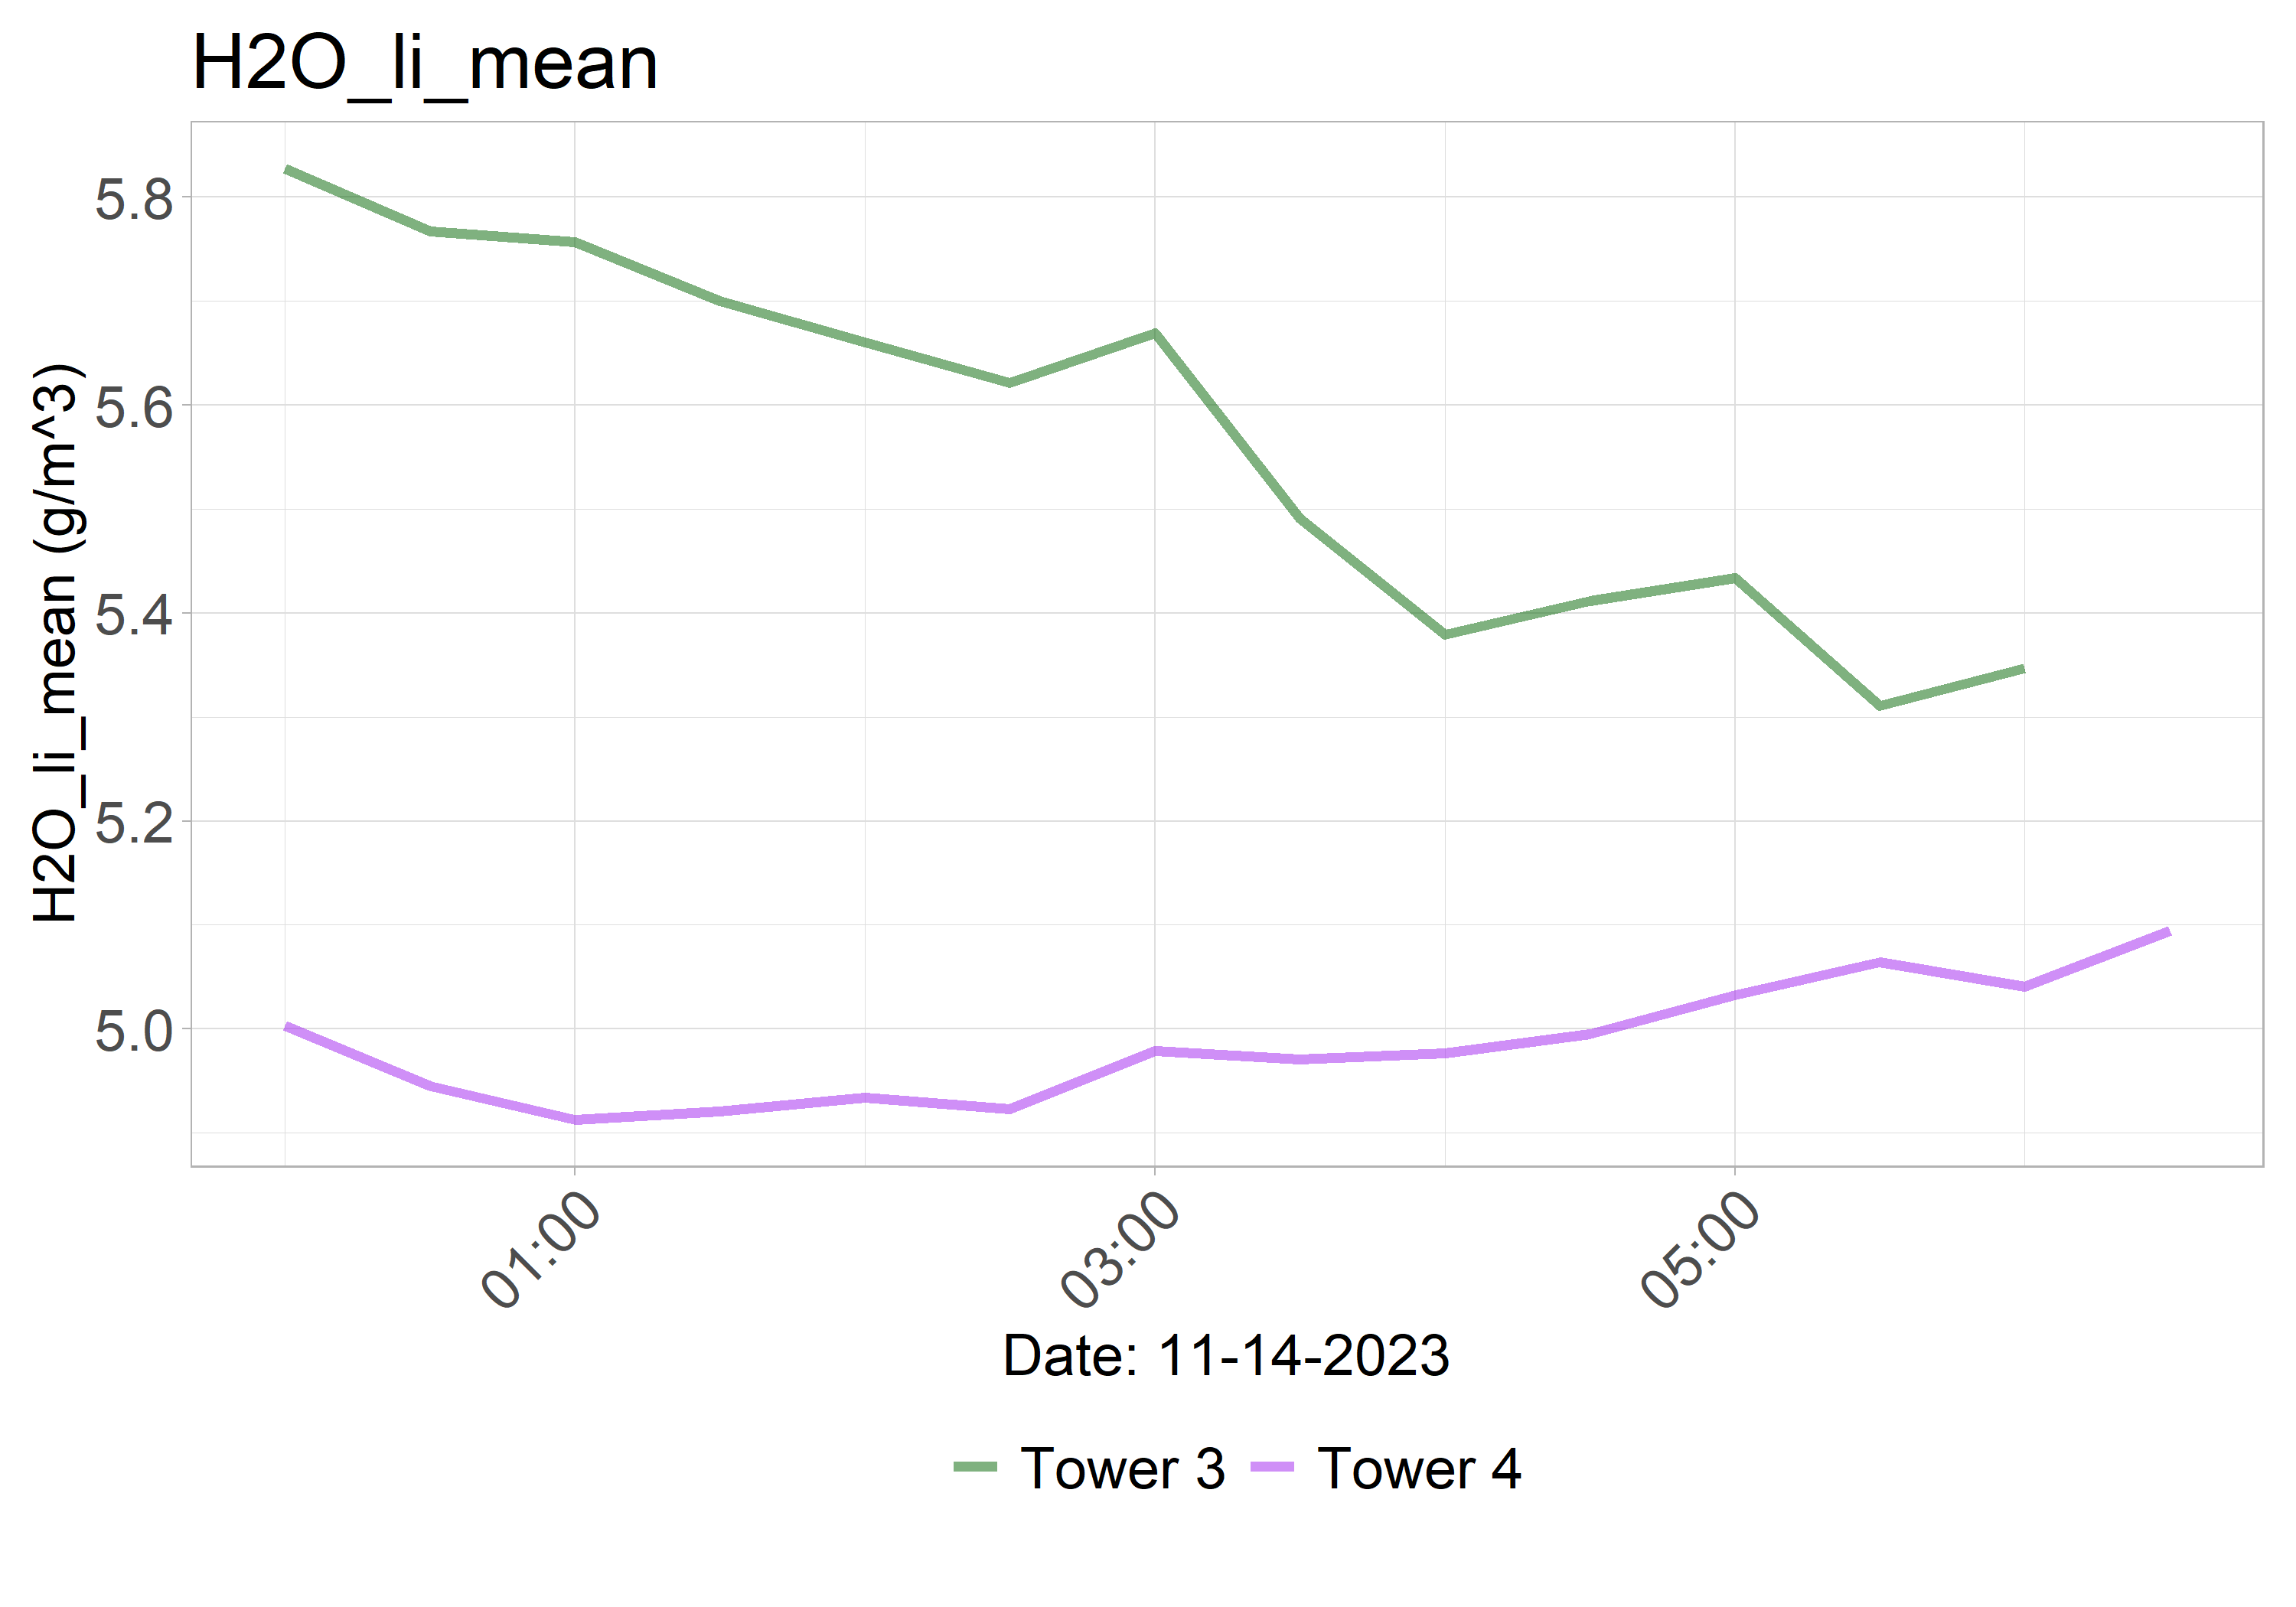 H2O_li_mean
H2O_li_mean (g/m^3)
5.8
5.6
5.4
5.2
5.0
01:00
03:00
05:00
Date: 11-14-2023
Tower 3
Tower 4